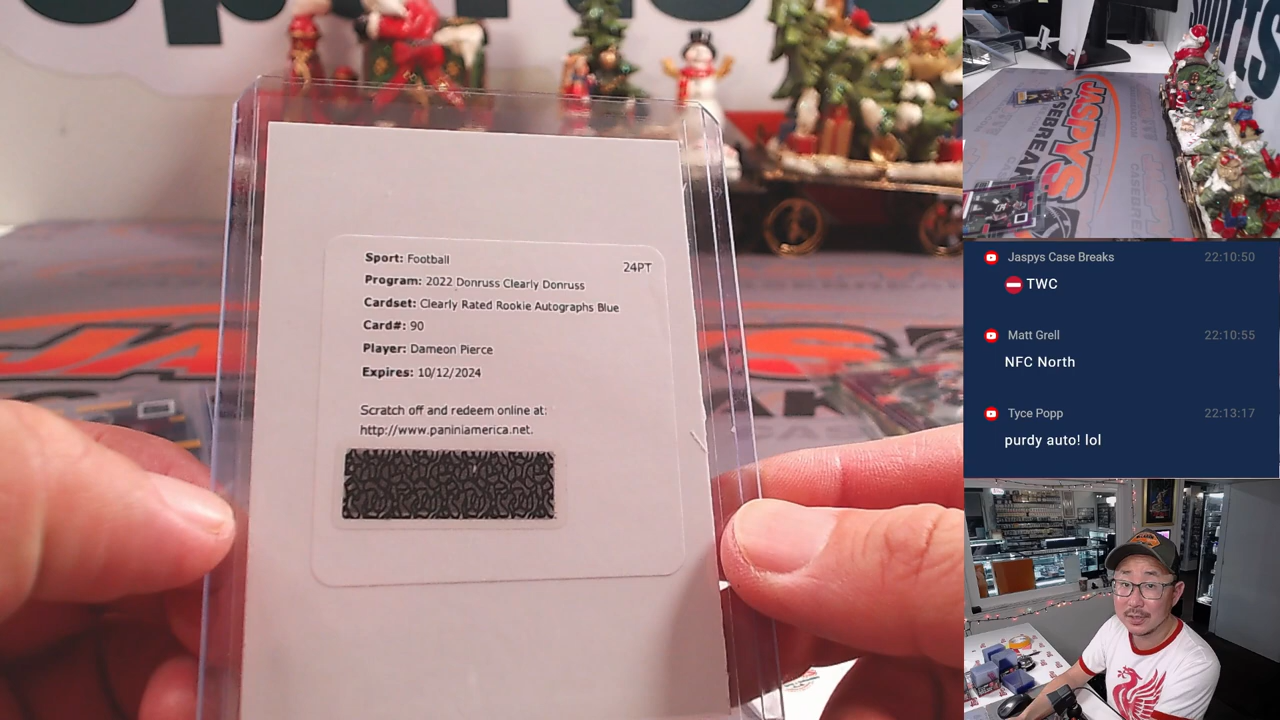 Sport: Football
24PT
Program: 2022 Donruss Clearly Donruss
Cardset: Clearly Rated Rookie Autographs Blue
Card#: 90
Player: Dameon Pierce
Expires: 10/12/2024
Scratch off and redeem online at:
http://www.paniniamerica.net.
JASPYS
CASEBREAK
Jaspys Case Breaks 22:10:50
TWC
Matt Grell 22:10:55
NFC North
Tyce Popp 22:13:17
purdy auto! lol